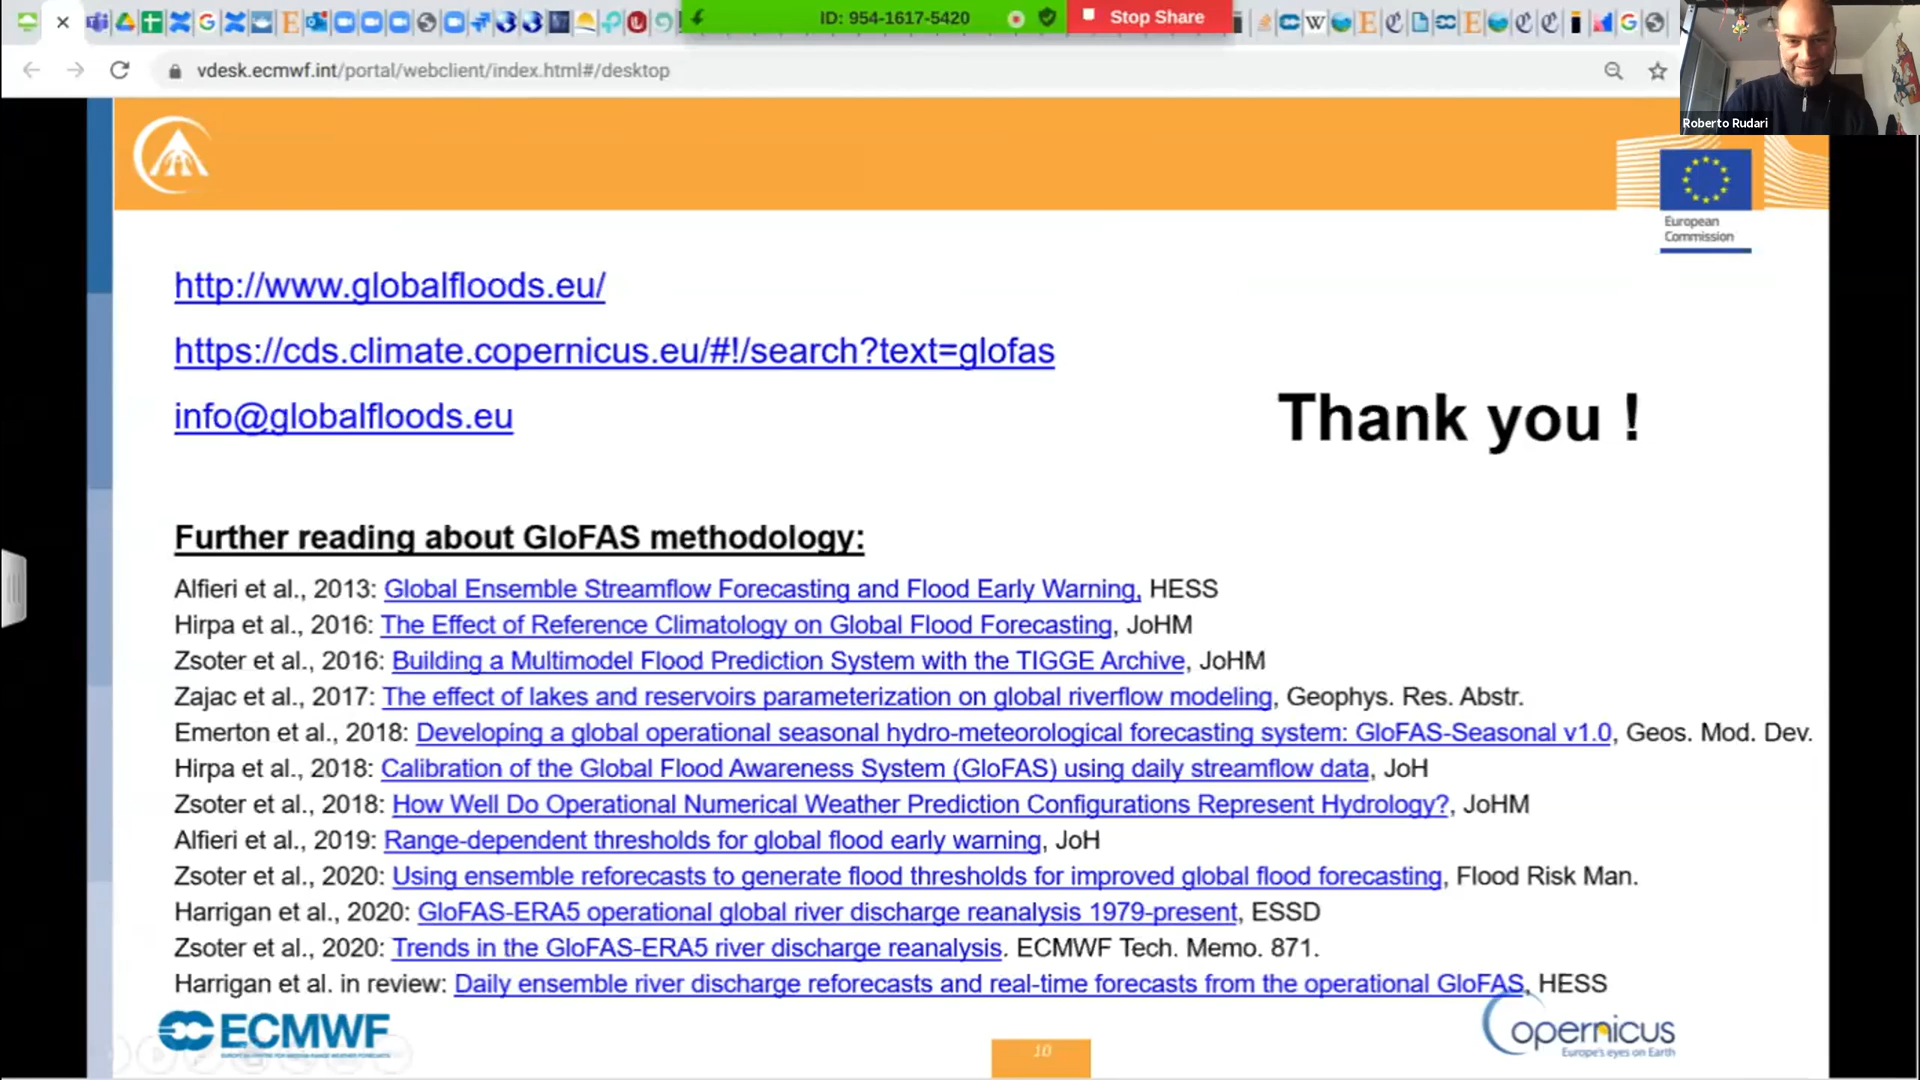 ID: 954-1617-5420
Stop Share
vdesk.ecmwf.int/portal/webclient/index.html#/desktop
Roberto Rudari
European
Commission
http://www.globalfloods.eu/
https://cds.climate.copernicus.eu/#!/search?text=glofas
info@globalfloods.eu
Thank you !
Further reading about GloFAS methodology:
Alfieri et al., 2013: Global Ensemble Streamflow Forecasting and Flood Early Warning, HESS
Hirpa et al., 2016: The Effect of Reference Climatology on Global Flood Forecasting, JoHM
Zsoter et al., 2016: Building a Multimodel Flood Prediction System with the TIGGE Archive, JoHM
Zajac et al., 2017: The effect of lakes and reservoirs parameterization on global riverflow modeling, Geophys. Res. Abstr.
Emerton et al., 2018: Developing a global operational seasonal hydro-meteorological forecasting system: GloFAS-Seasonal v1.0, Geos. Mod. Dev.
Hirpa et al., 2018: Calibration of the Global Flood Awareness System (GloFAS) using daily streamflow data, JoH
Zsoter et al., 2018: How Well Do Operational Numerical Weather Prediction Configurations Represent Hydrology?, JoHM
Alfieri et al., 2019: Range-dependent thresholds for global flood early warning, JoH
Zsoter et al., 2020: Using ensemble reforecasts to generate flood thresholds for improved global flood forecasting, Flood Risk Man.
Harrigan et al., 2020: GloFAS-ERA5 operational global river discharge reanalysis 1979-present, ESSD
Zsoter et al., 2020: Trends in the GloFAS-ERA5 river discharge reanalysis. ECMWF Tech. Memo. 871.
Harrigan et al. in review: Daily ensemble river discharge reforecasts and real-time forecasts from the operational GloFAS, HESS
ECMWF
10
Copernicus
Europe's eyes on Earth